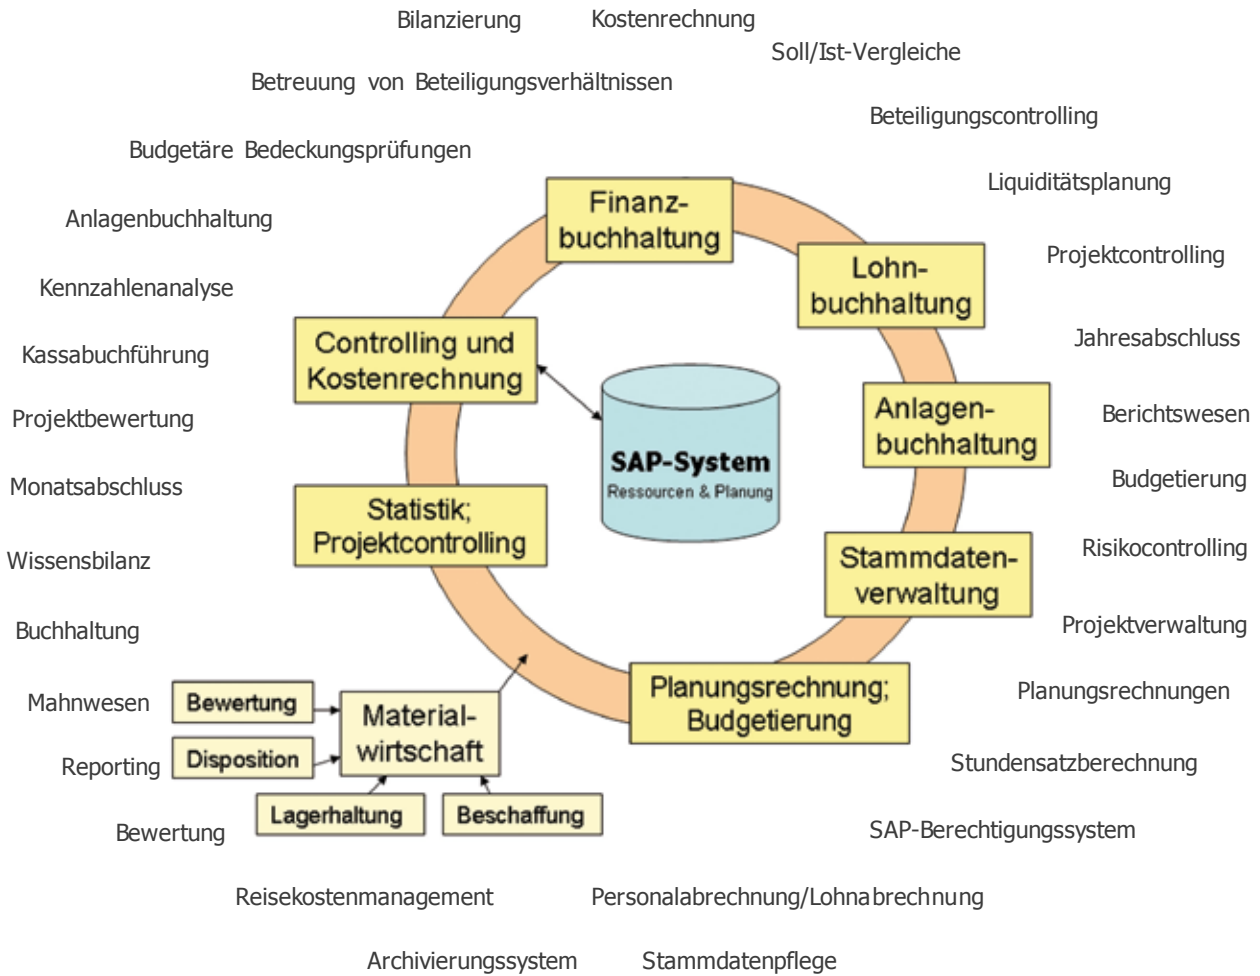 Bilanzierung
Kostenrechnung
Soll/Ist-Vergleiche
Betreuung von Beteiligungsverhältnissen
Beteiligungscontrolling
Budgetäre Bedeckungsprüfungen
Liquiditätsplanung
Anlagenbuchhaltung
Finanz-
buchhaltung
Projektcontrolling
Lohn-
buchhaltung
Kennzahlenanalyse
Controlling und
Kostenrechnung
Jahresabschluss
Kassabuchführung
Anlagen-
buchhaltung
Berichtswesen
Projektbewertung
SAP-System
Ressourcen & Planung
Budgetierung
Monatsabschluss
Statistik;
Projektcontrolling
Risikocontrolling
Stammdaten-
verwaltung
Wissensbilanz
Projektverwaltung
Buchhaltung
Planungsrechnung;
Budgetierung
Planungsrechnungen
Mahnwesen
Bewertung
Material-
wirtschaft
Disposition
Reporting
Stundensatzberechnung
Lagerhaltung
Beschaffung
Bewertung
SAP-Berechtigungssystem
Reisekostenmanagement
Personalabrechnung/Lohnabrechnung
Archivierungssystem
Stammdatenpflege